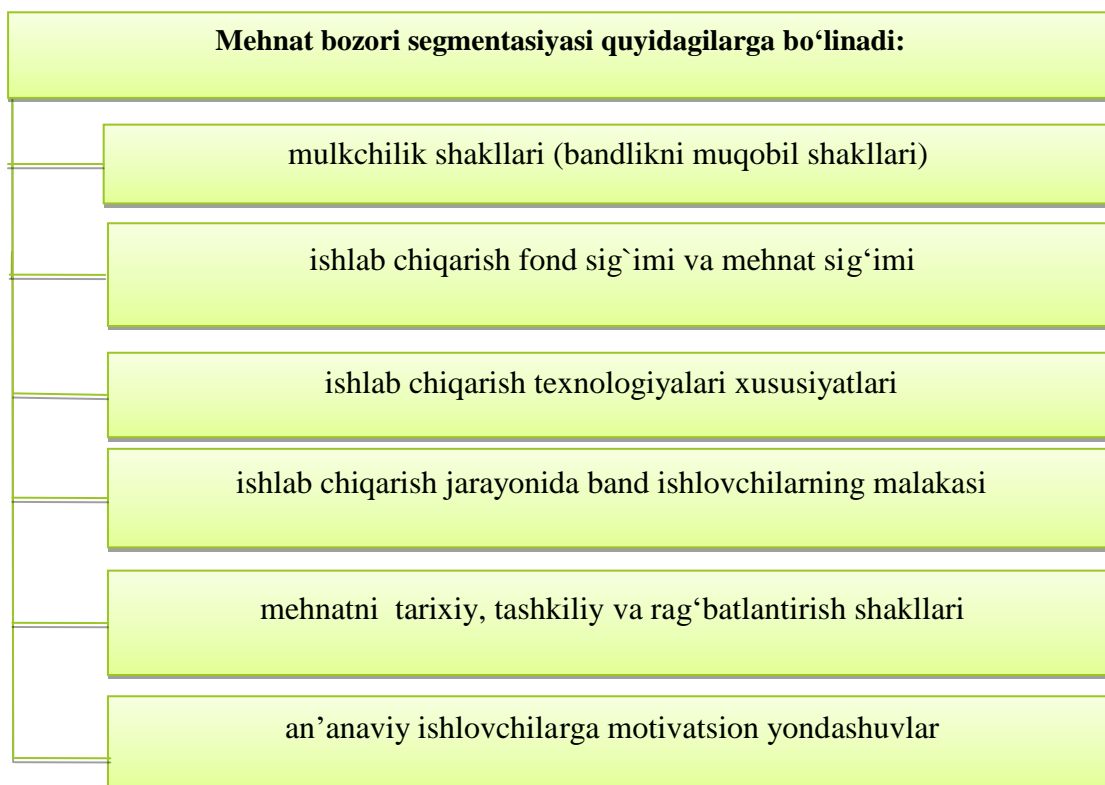 Mehnat bozori segmentasiyasi quyidagilarga bo‘linadi:
mulkchilik shakllari (bandlikni muqobil shakllari)
ishlab chiqarish fond sig`imi va mehnat sig‘imi
ishlab chiqarish texnologiyalari xususiyatlari
ishlab chiqarish jarayonida band ishlovchilarning malakasi
mehnatni tarixiy, tashkiliy va rag‘batlantirish shakllari
an’anaviy ishlovchilarga motivatsion yondashuvlar